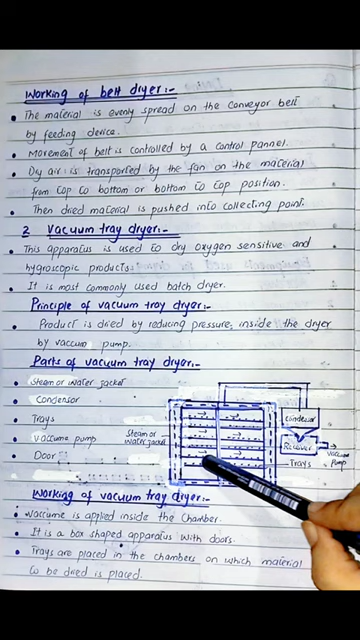 Working of belt dryer:-
The material is evenly spread on the conveyor belt
by feeding device.
Movement of belt is controlled by a control pannel.
Dry air is transported by the fan on the material
from top to bottom or bottom to top position.
Then dried material is pushed into collecting point.
2 Vacuum tray dryer:-
This apparatus is used to dry oxygen sensitive and
hygroscopic products.
It is most commonly used batch dryer.
Principle of vacuum tray dryer:-
Product is dried by reducing pressure, inside the dryer
by vaccum pump.
Parts of vacuum tray dryer:-
Steam or water jacket
Condensor
Trays
vaccume pump
Door
Steam or
water jacket
Condensor
Reciever
vaccum
Pump
Trays
Working of vacuum tray dryer:-
vaccume is applied inside the chamber.
It is a box shaped apparatus with doors.
Trays are placed in the chambers on which material
to be dried is placed.